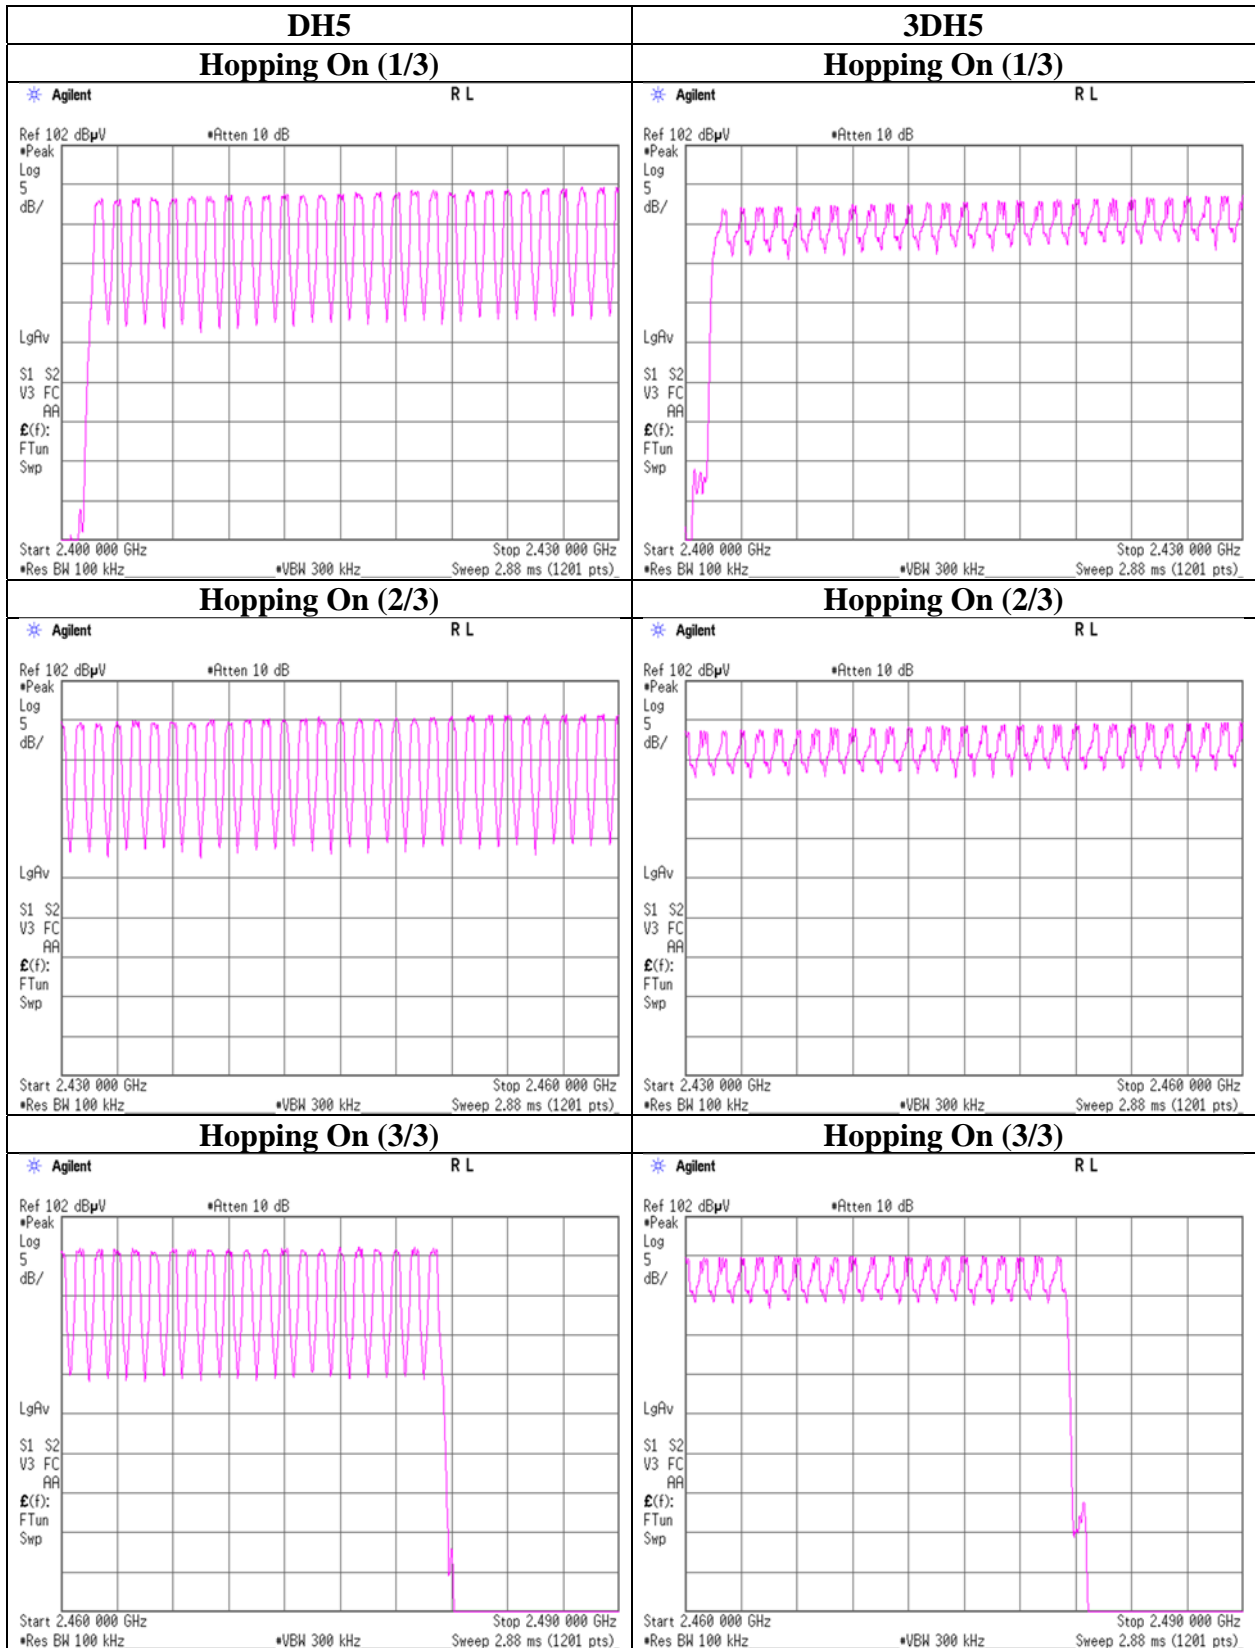 DH5 3DH5
Hopping On (1/3) Hopping On (1/3)
Agilent R L
Ref 102 dBµV *Atten 10 dB
*Peak
Log
5
dB/
LgAv
S1 S2
V3 FC
AA
£(f):
FTun
Swp
Start 2.400 000 GHz Stop 2.430 000 GHz
*Res BW 100 kHz *VBW 300 kHz Sweep 2.88 ms (1201 pts)
Agilent R L
Ref 102 dBµV *Atten 10 dB
*Peak
Log
5
dB/
LgAv
S1 S2
V3 FC
AA
£(f):
FTun
Swp
Start 2.400 000 GHz Stop 2.430 000 GHz
*Res BW 100 kHz *VBW 300 kHz Sweep 2.88 ms (1201 pts)
Hopping On (2/3) Hopping On (2/3)
Agilent R L
Ref 102 dBµV *Atten 10 dB
*Peak
Log
5
dB/
LgAv
S1 S2
V3 FC
AA
£(f):
FTun
Swp
Start 2.430 000 GHz Stop 2.460 000 GHz
*Res BW 100 kHz *VBW 300 kHz Sweep 2.88 ms (1201 pts)
Agilent R L
Ref 102 dBµV *Atten 10 dB
*Peak
Log
5
dB/
LgAv
S1 S2
V3 FC
AA
£(f):
FTun
Swp
Start 2.430 000 GHz Stop 2.460 000 GHz
*Res BW 100 kHz *VBW 300 kHz Sweep 2.88 ms (1201 pts)
Hopping On (3/3) Hopping On (3/3)
Agilent R L
Ref 102 dBµV *Atten 10 dB
*Peak
Log
5
dB/
LgAv
S1 S2
V3 FC
AA
£(f):
FTun
Swp
Start 2.460 000 GHz Stop 2.490 000 GHz
*Res BW 100 kHz *VBW 300 kHz Sweep 2.88 ms (1201 pts)
Agilent R L
Ref 102 dBµV *Atten 10 dB
*Peak
Log
5
dB/
LgAv
S1 S2
V3 FC
AA
£(f):
FTun
Swp
Start 2.460 000 GHz Stop 2.490 000 GHz
*Res BW 100 kHz *VBW 300 kHz Sweep 2.88 ms (1201 pts)